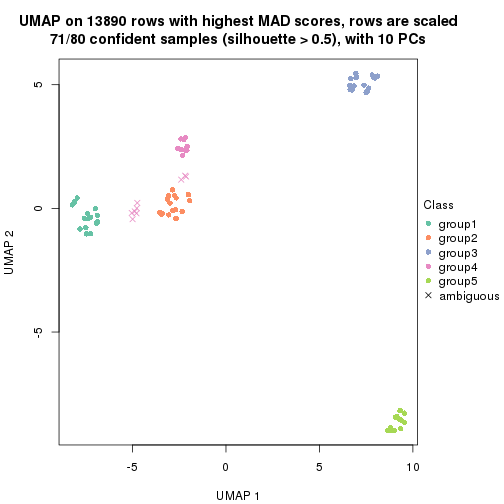 UMAP on 13890 rows with highest MAD scores, rows are scaled
71/80 confident samples (silhouette > 0.5), with 10 PCs
5
0
-5
UMAP 2
-5
0
5
10
UMAP 1
Class
group1
group2
group3
group4
group5
ambiguous